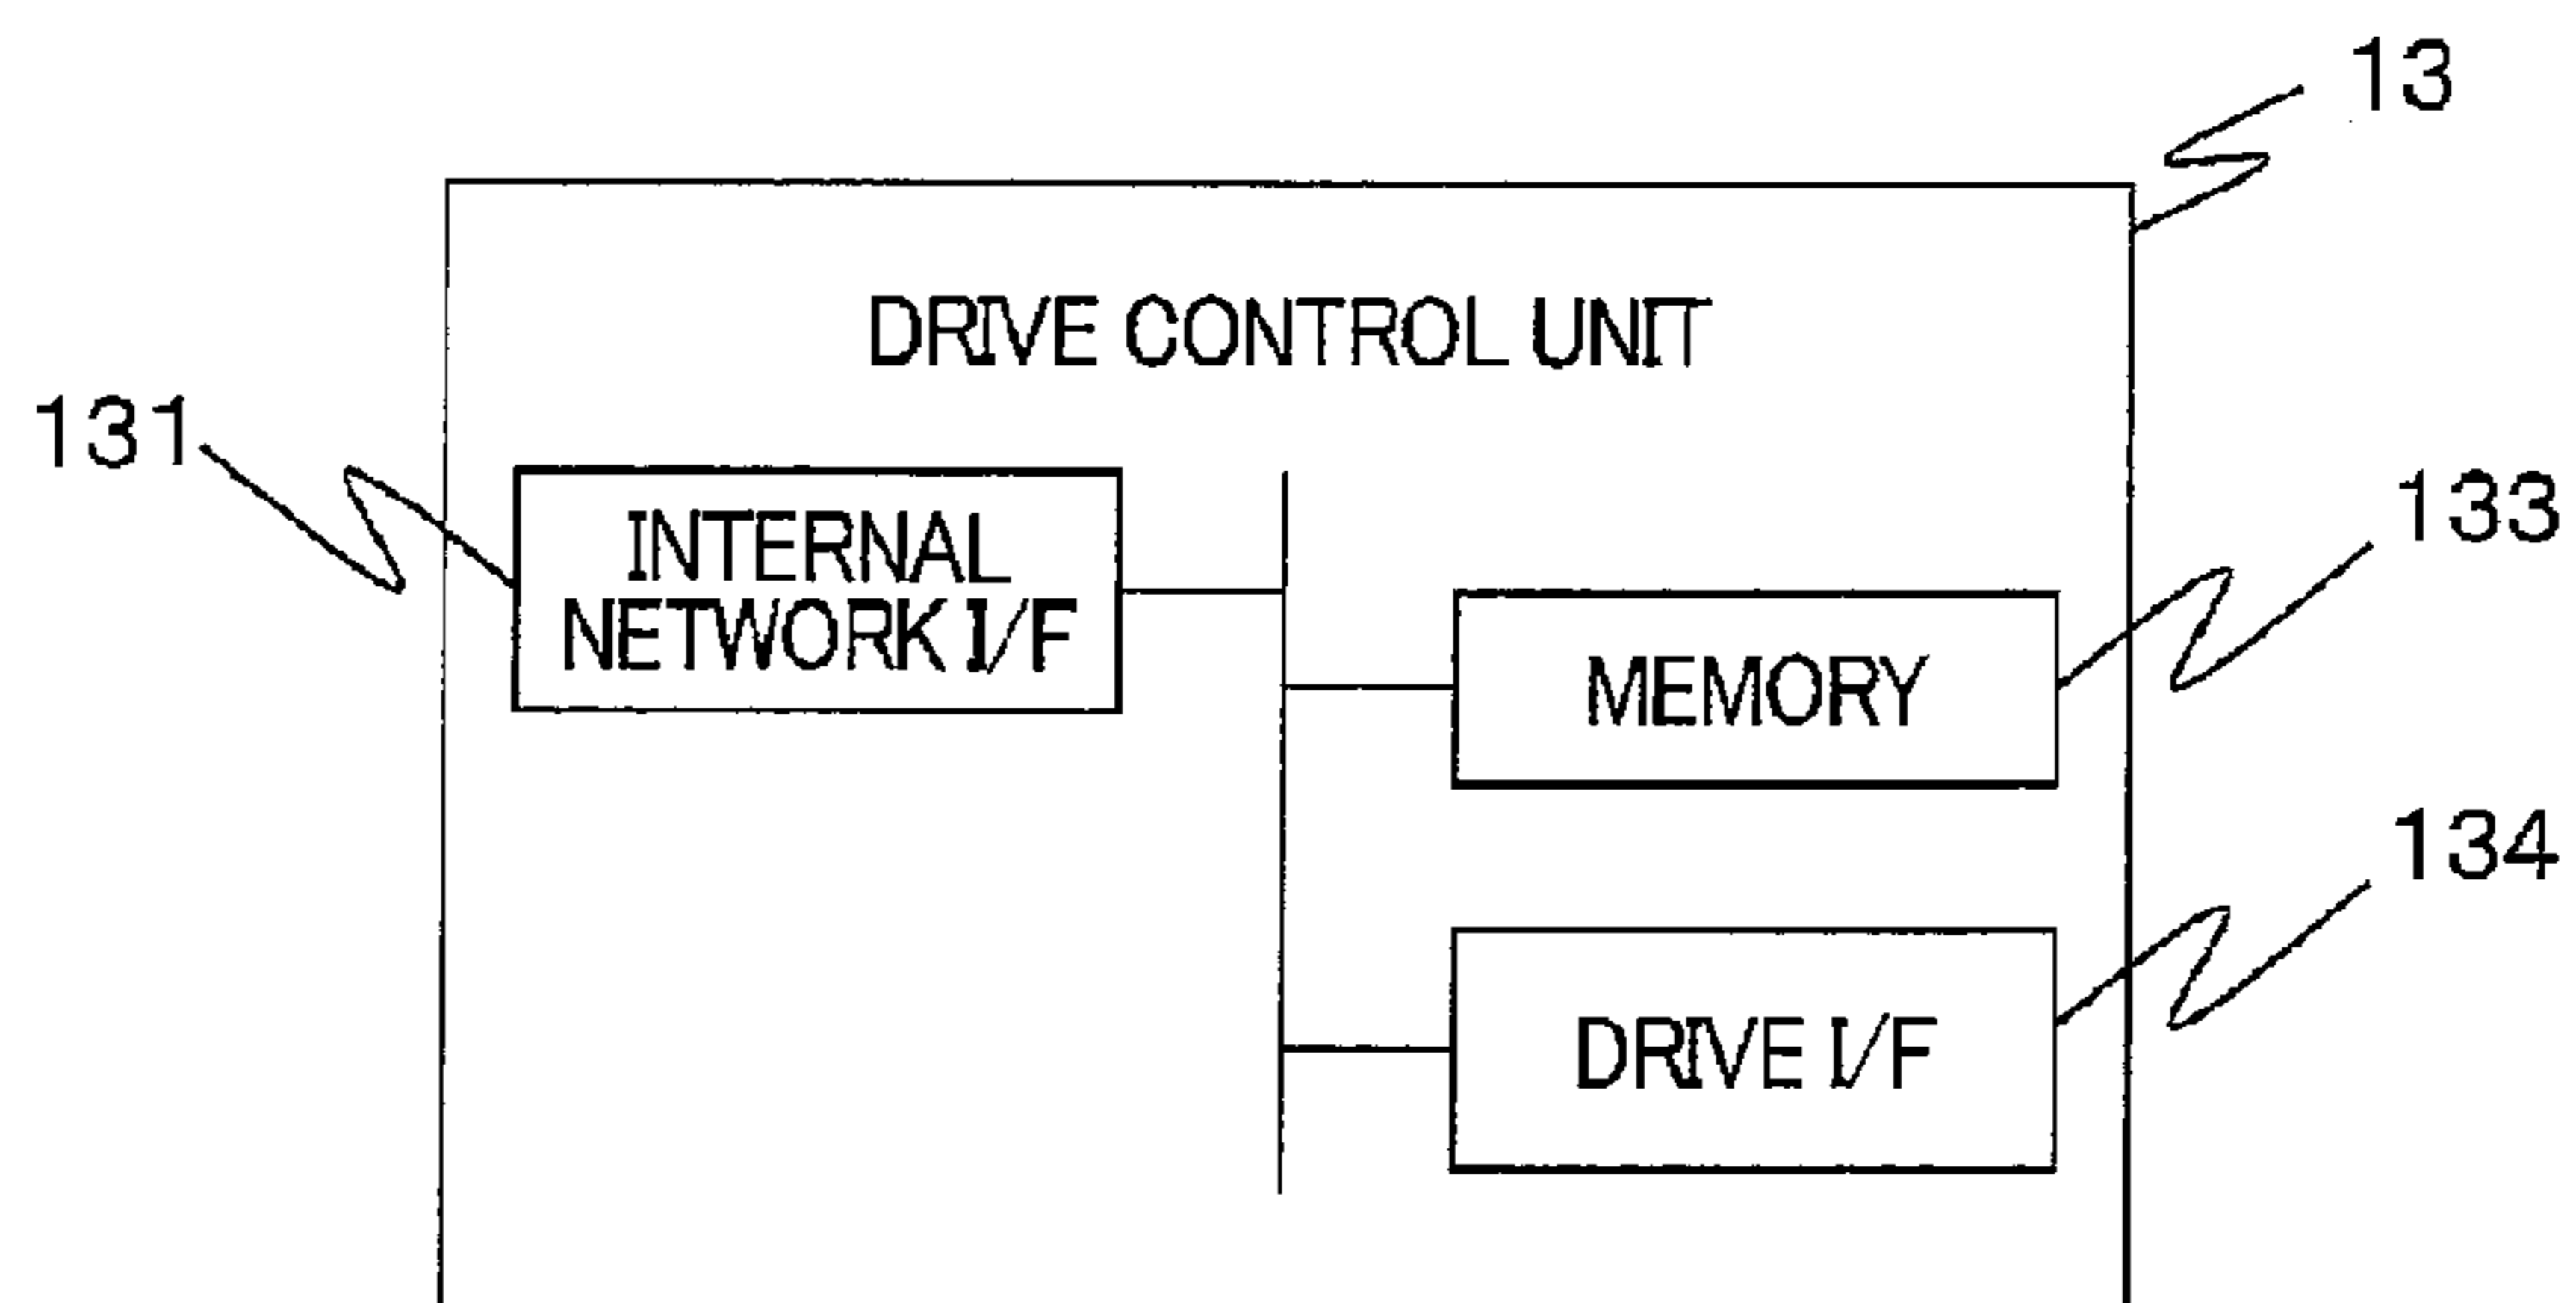 13
DRIVE CONTROL UNIT
131
INTERNAL
NETWORK I/F
133
MEMORY
134
DRIVE I/F